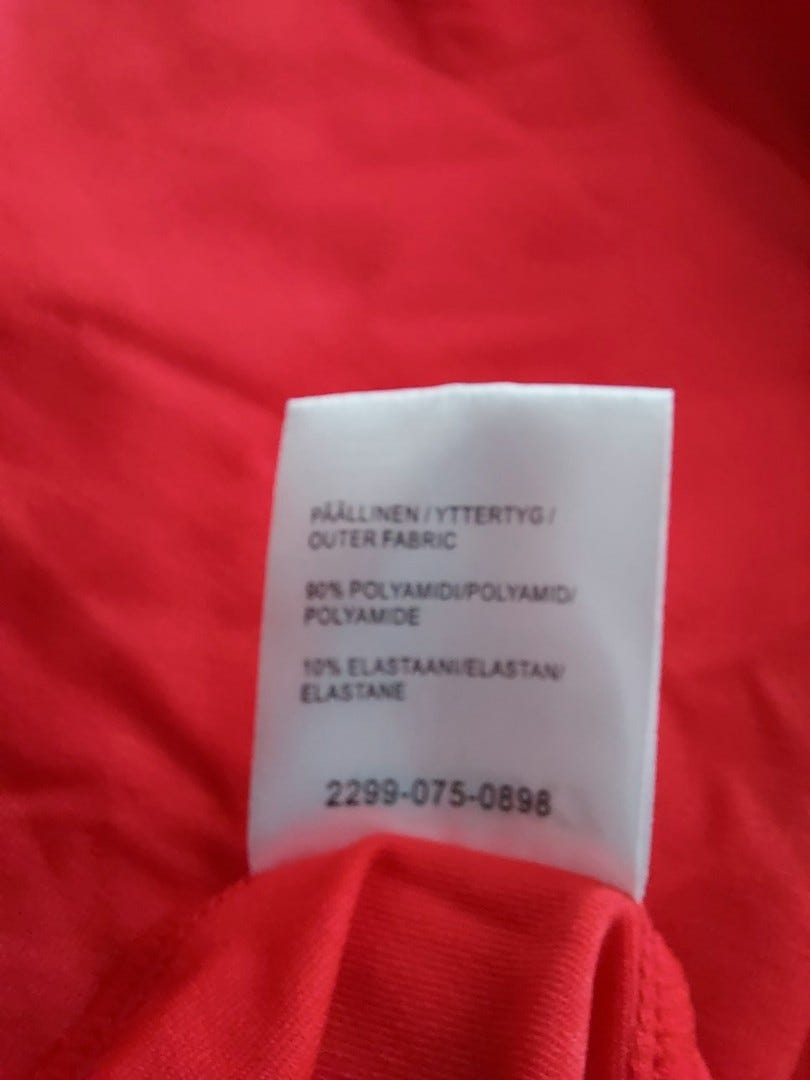 PÄÄLLINEN / YTTERTYG /
OUTER FABRIC
90% POLYAMIDI/POLYAMID/
POLYAMIDE
10% ELASTAANI/ELASTAN/
ELASTANE
2299-075-0898